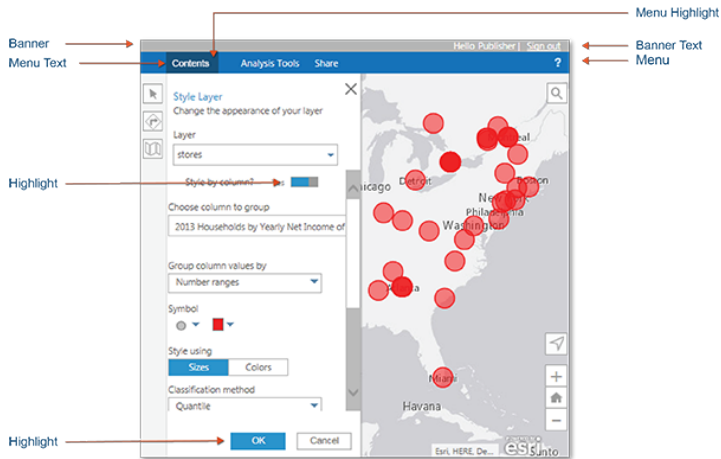 Menu Highlight
Banner
Hello Publisher | Sign out
Banner Text
Menu Text
Contents
Analysis Tools
Share
?
Menu
Style Layer
Change the appearance of your layer
Layer
stores
Highlight
Style by column?
Choose column to group
2013 Households by Yearly Net Income of
Group column values by
Number ranges
Symbol
Style using
Sizes
Colors
Classification method
Quantile
Highlight
OK
Cancel
Detroit
Boston
Philadelphia
Washington
Miami
Havana
Esri, HERE, De...
esri